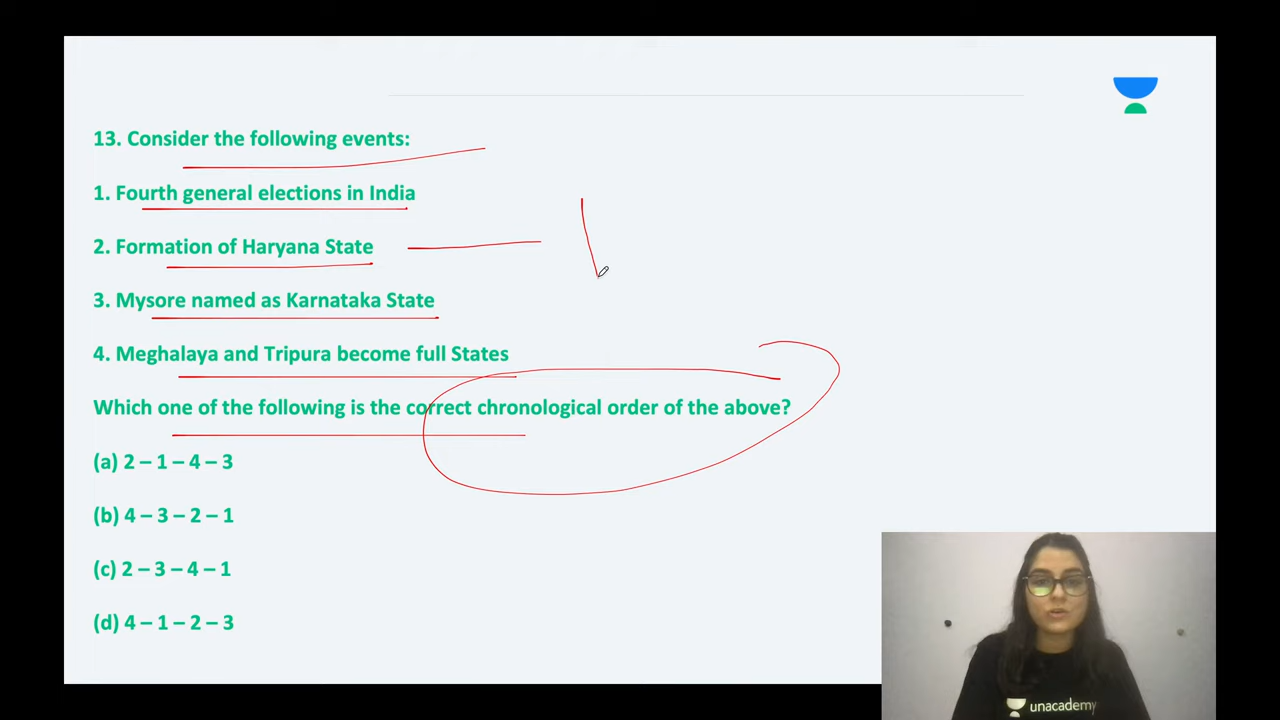 13. Consider the following events:
1. Fourth general elections in India
2. Formation of Haryana State
3. Mysore named as Karnataka State
4. Meghalaya and Tripura become full States
Which one of the following is the correct chronological order of the above?
(a) 2 – 1 – 4 – 3
(b) 4 – 3 – 2 – 1
(c) 2 – 3 – 4 – 1
(d) 4 – 1 – 2 – 3
unacademy